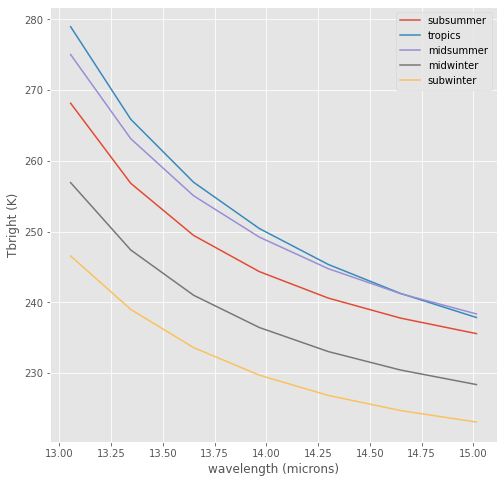 280
270
260
250
240
230
Tbright (K)
subsummer
tropics
midsummer
midwinter
subwinter
13.00 13.25 13.50 13.75 14.00 14.25 14.50 14.75 15.00
wavelength (microns)